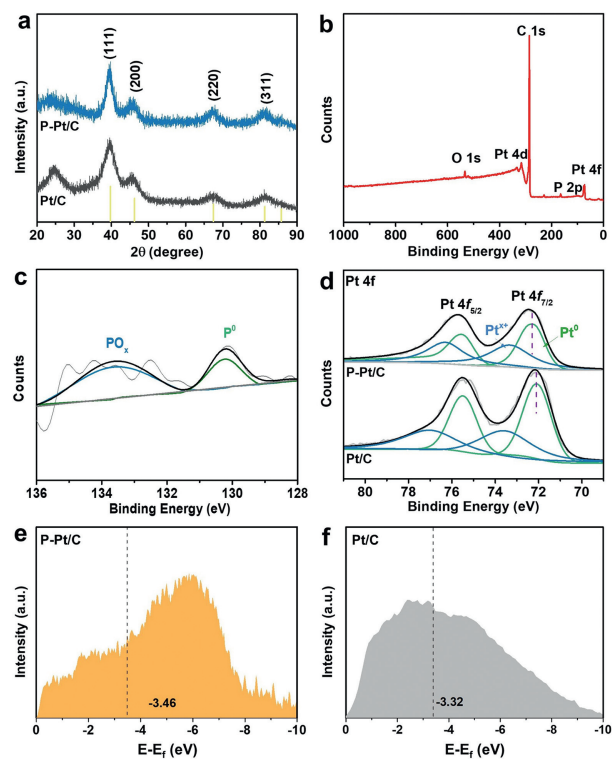 a
(111)
(200)
(220)
(311)
P-Pt/C
Pt/C
Intensity (a.u.)
20 30 40 50 60 70 80 90
2θ (degree)
b
C 1s
O 1s
Pt 4d
Pt 4f
P 2p
Counts
1000 800 600 400 200 0
Binding Energy (eV)
c
POx
P⁰
Counts
136 134 132 130 128
Binding Energy (eV)
d
Pt 4f
Pt 4f5/2
Pt 4f7/2
Ptˣ⁺
Pt⁰
P-Pt/C
Pt/C
Counts
80 78 76 74 72 70
Binding Energy (eV)
e
P-Pt/C
-3.46
Intensity (a.u.)
0 -2 -4 -6 -8 -10
E-Ef (eV)
f
Pt/C
-3.32
Intensity (a.u.)
0 -2 -4 -6 -8 -10
E-Ef (eV)